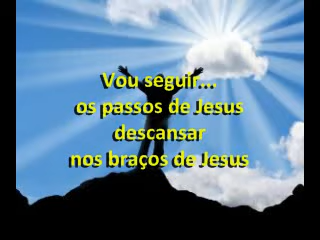 Vou seguir...
os passos de Jesus
descansar
nos braços de Jesus